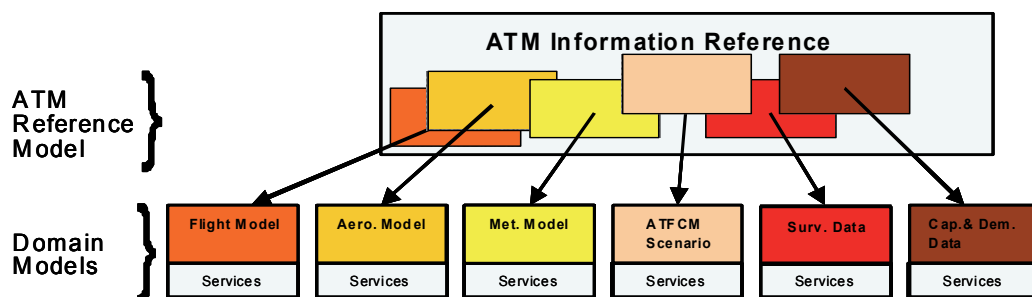 ATM Information Reference
ATM
Reference
Model
Domain
Models
Flight Model
Aero. Model
Met. Model
ATFCM
Scenario
Surv. Data
Cap.& Dem.
Data
Services
Services
Services
Services
Services
Services